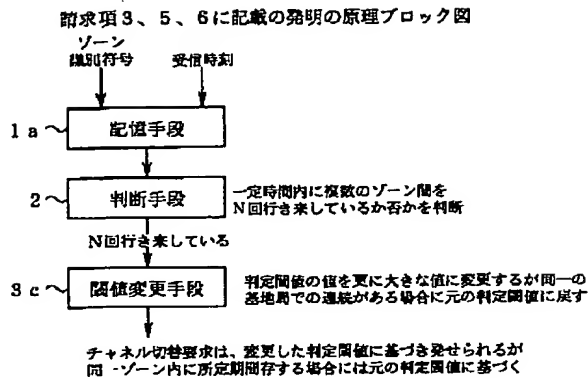 請求項3、5、6に記載の発明の原理ブロック図
ゾーン
識別符号
受信時刻
1a
記憶手段
2
判断手段
一定時間内に複数のゾーン間を
N回行き来しているか否かを判断
N回行き来している
3c
閾値変更手段
判定閾値の値を更に大きな値に変更するが同一の
基地局での連続がある場合に元の判定閾値に戻す
チャネル切替要求は、変更した判定閾値に基づき発せられるが
同一ゾーン内に所定期間存する場合には元の判定閾値に基づく